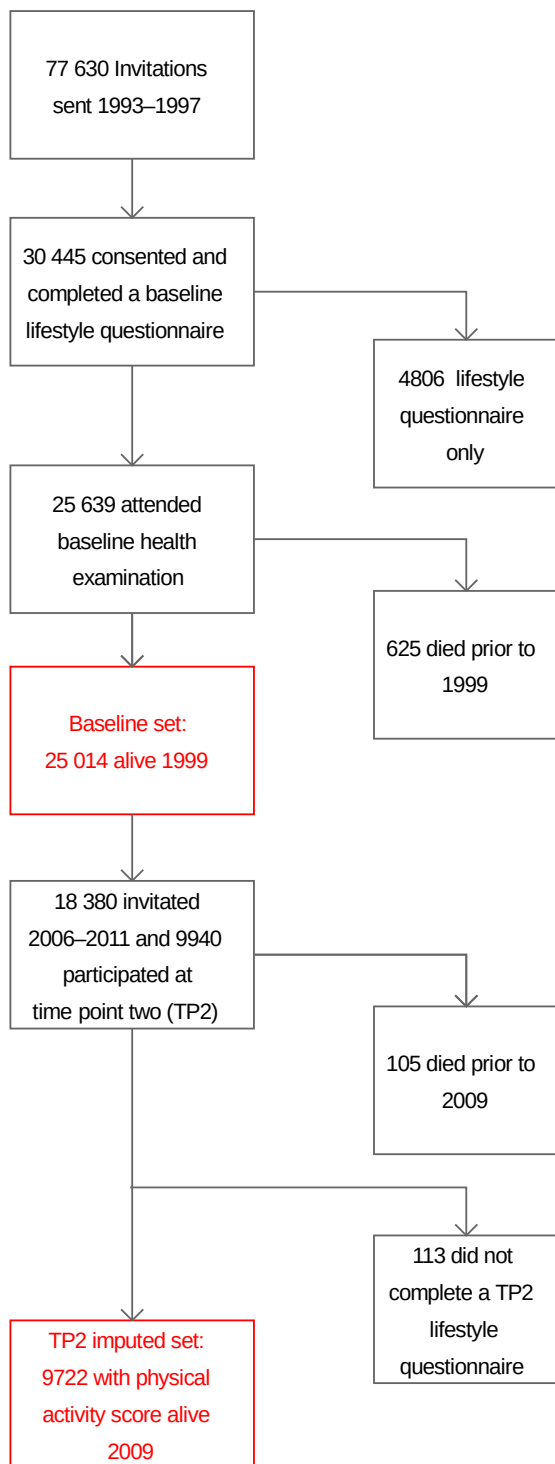 77 630 Invitations
sent 1993–1997
30 445 consented and
completed a baseline
lifestyle questionnaire
4806 lifestyle
questionnaire
only
25 639 attended
baseline health
examination
625 died prior to
1999
Baseline set:
25 014 alive 1999
18 380 invitated
2006–2011 and 9940
participated at
time point two (TP2)
105 died prior to
2009
113 did not
complete a TP2
lifestyle
questionnaire
TP2 imputed set:
9722 with physical
activity score alive
2009